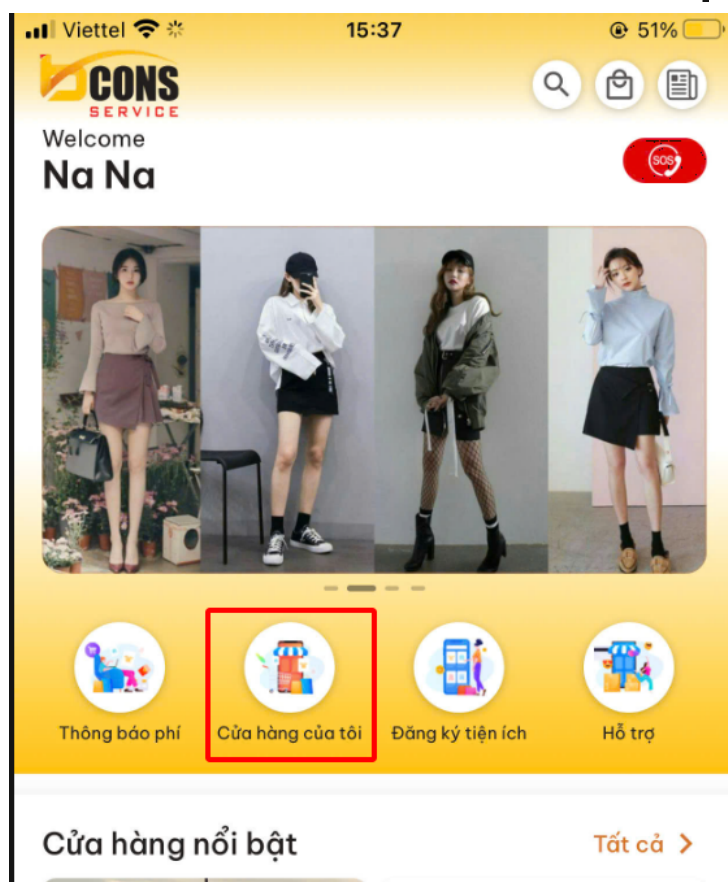 Viettel 15:37 51%
bcons
SERVICE
Welcome
Na Na
SOS
Thông báo phí Cửa hàng của tôi Đăng ký tiện ích Hỗ trợ
Cửa hàng nổi bật Tất cả